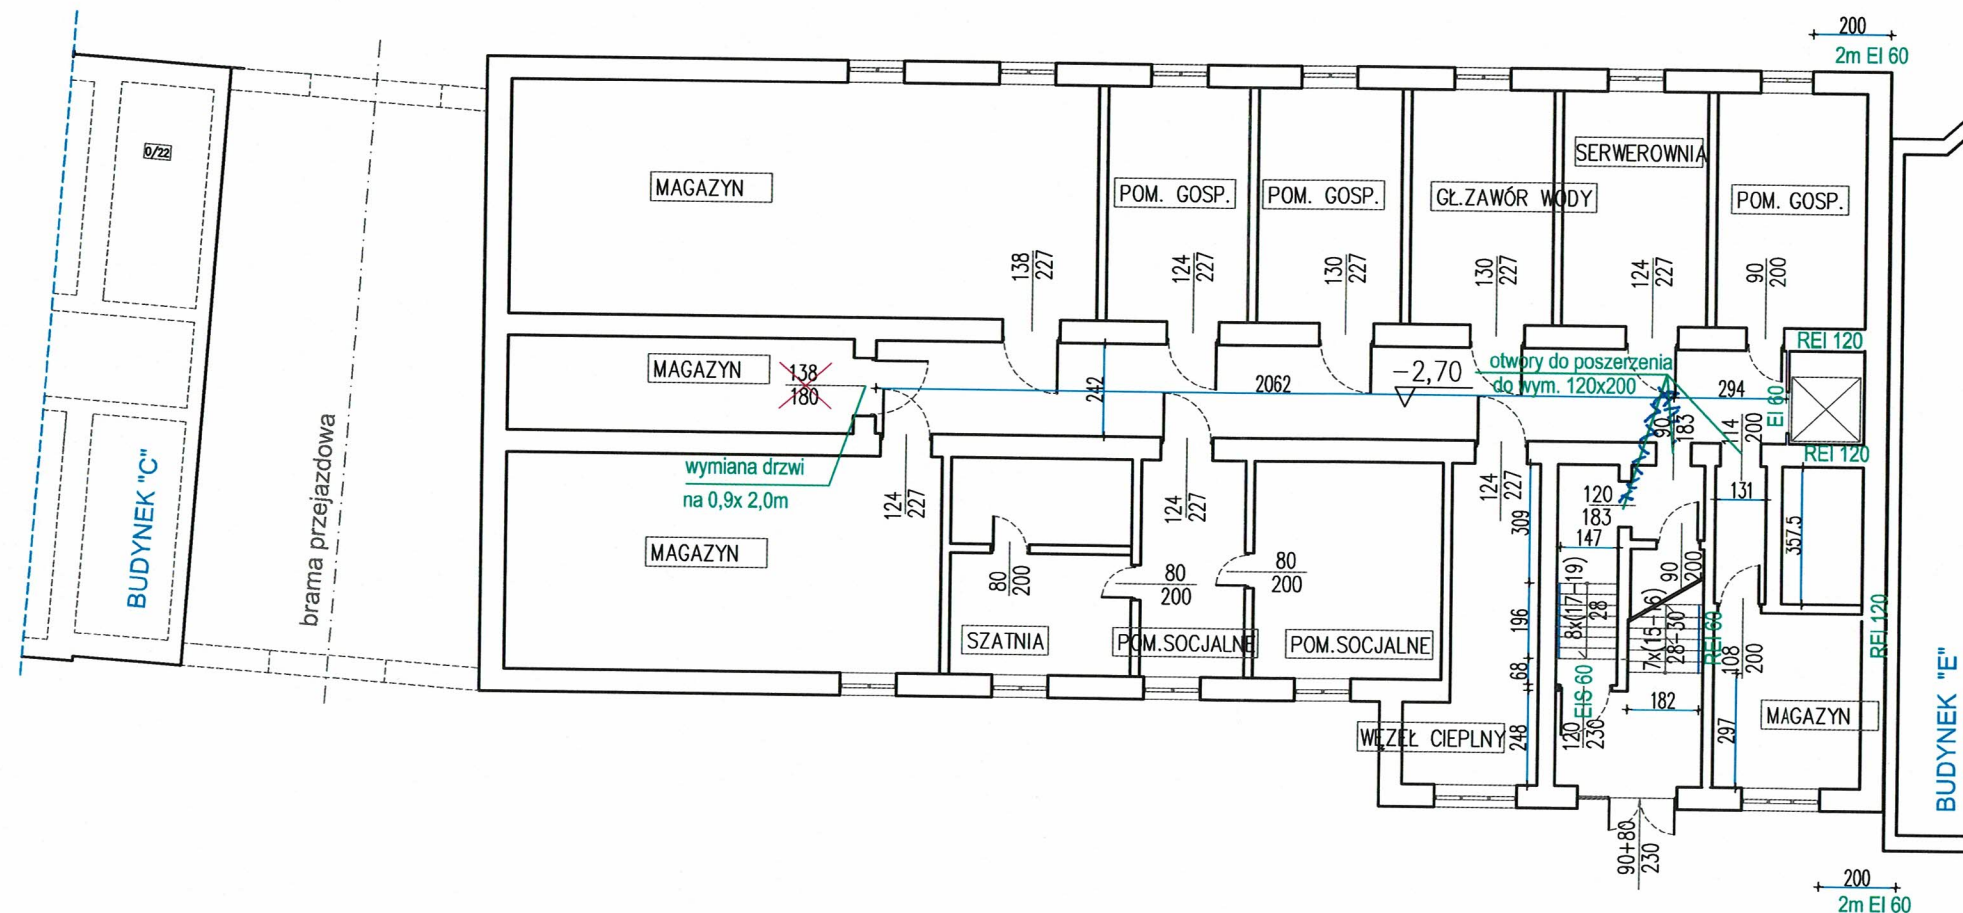 200
2m EI 60
0/22
MAGAZYN
POM. GOSP.
POM. GOSP.
GŁ.ZAWÓR WODY
SERWEROWNIA
POM. GOSP.
138
227
124
227
130
227
130
227
124
227
90
200
REI 120
MAGAZYN
138
180
242
2062
-2,70
otwory do poszerzenia
do wym. 120x200
294
EI 60
90
183
14
200
REI 120
BUDYNEK "C"
brama przejazdowa
wymiana drzwi
na 0,9x 2,0m
124
227
124
227
124
227
309
120
183
147
131
357.5
MAGAZYN
80
200
80
200
80
200
90
200
8x(17-19)
28
196
7x(15-16)
28-30
REI 60
REI 120
SZATNIA
POM.SOCJALNE
POM.SOCJALNE
68
EIS 60
108
200
182
MAGAZYN
297
WĘZEŁ CIEPLNY
248
120
230
BUDYNEK "E"
90+80
230
200
2m EI 60